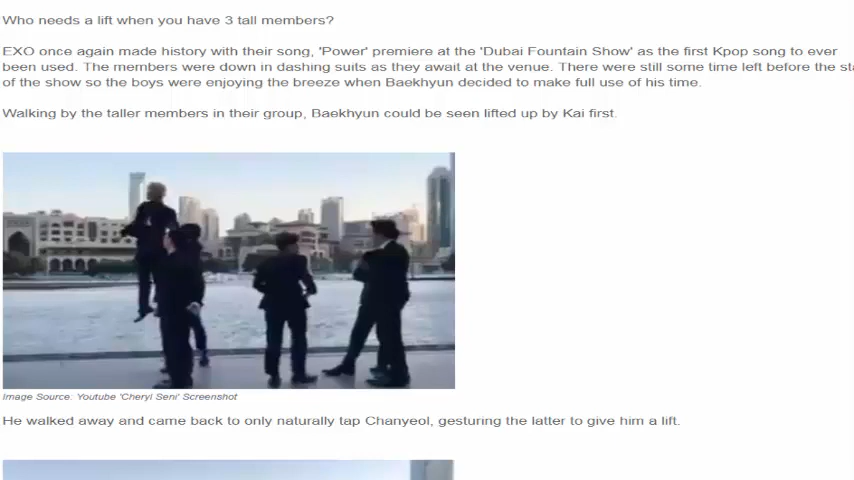 Who needs a lift when you have 3 tall members?
EXO once again made history with their song, 'Power' premiere at the 'Dubai Fountain Show' as the first Kpop song to ever
been used. The members were down in dashing suits as they await at the venue. There were still some time left before the sta
of the show so the boys were enjoying the breeze when Baekhyun decided to make full use of his time.
Walking by the taller members in their group, Baekhyun could be seen lifted up by Kai first.
Image Source: Youtube 'Cheryl Seni' Screenshot
He walked away and came back to only naturally tap Chanyeol, gesturing the latter to give him a lift.